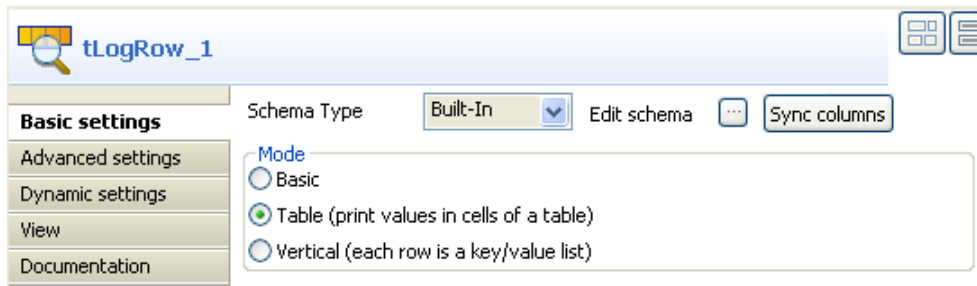 tLogRow_1
Basic settings
Advanced settings
Dynamic settings
View
Documentation
Schema Type Built-In Edit schema ... Sync columns
Mode
Basic
Table (print values in cells of a table)
Vertical (each row is a key/value list)